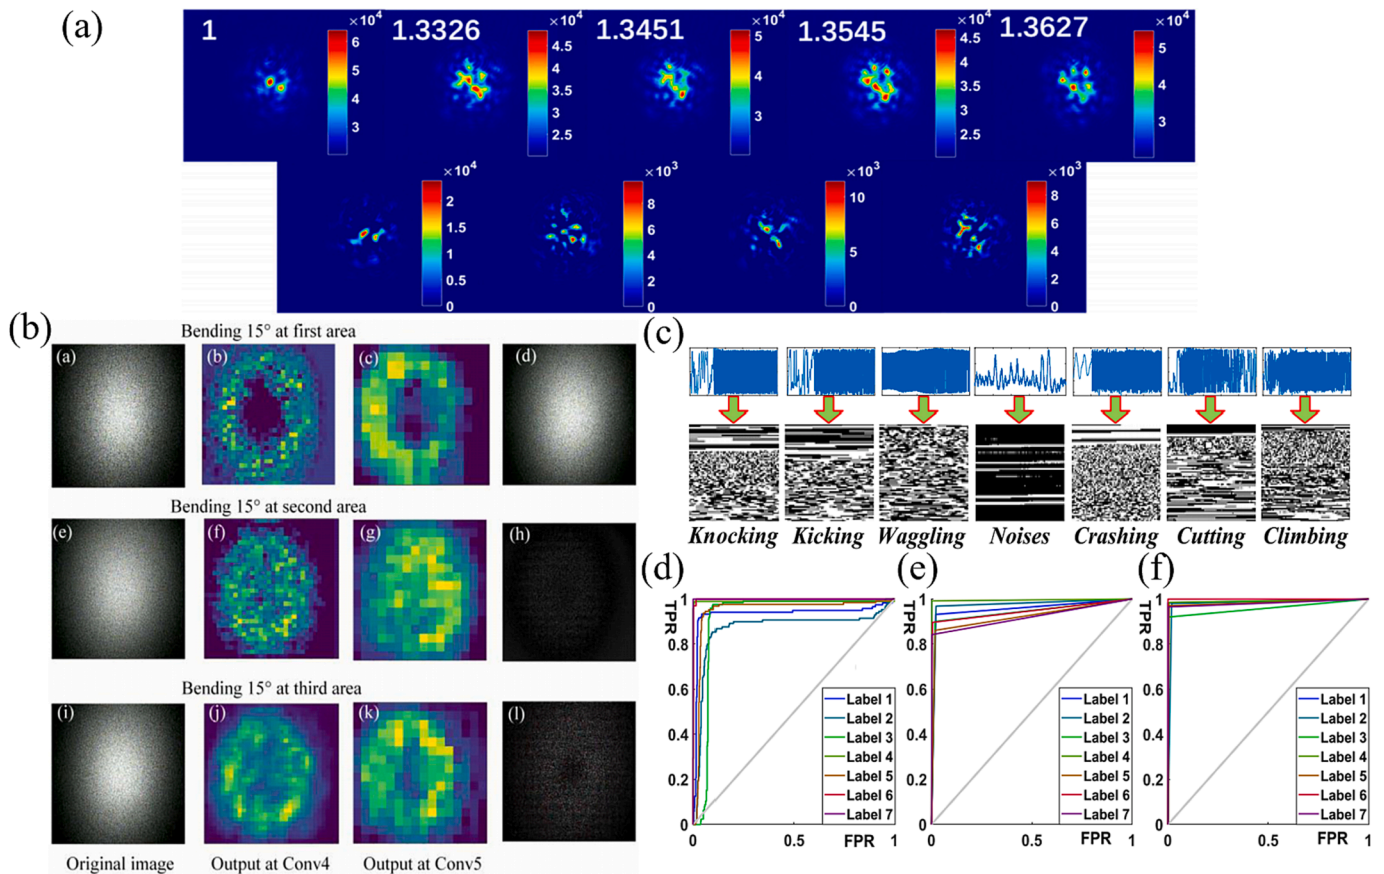 (a)
1
1.3326
1.3451
1.3545
1.3627
×10⁴
6
5
4
3
×10⁴
4.5
4
3.5
3
2.5
×10⁴
5
4
3
×10⁴
4.5
4
3.5
3
2.5
×10⁴
5
4
3
×10⁴
2
1.5
1
0.5
0
×10³
8
6
4
2
0
×10³
10
5
0
×10³
8
6
4
2
0
(b)
Bending 15° at first area
(a)
(b)
(c)
(d)
Bending 15° at second area
(e)
(f)
(g)
(h)
Bending 15° at third area
(i)
(j)
(k)
(l)
Original image
Output at Conv4
Output at Conv5
(c)
Knocking
Kicking
Waggling
Noises
Crashing
Cutting
Climbing
(d)
1
0.8
0.6
0.4
0.2
0
TPR
Label 1
Label 2
Label 3
Label 4
Label 5
Label 6
Label 7
0
0.5
FPR
1
(e)
1
0.8
0.6
0.4
0.2
0
TPR
Label 1
Label 2
Label 3
Label 4
Label 5
Label 6
Label 7
0
0.5
FPR
1
(f)
1
0.8
0.6
0.4
0.2
0
TPR
Label 1
Label 2
Label 3
Label 4
Label 5
Label 6
Label 7
0
0.5
FPR
1